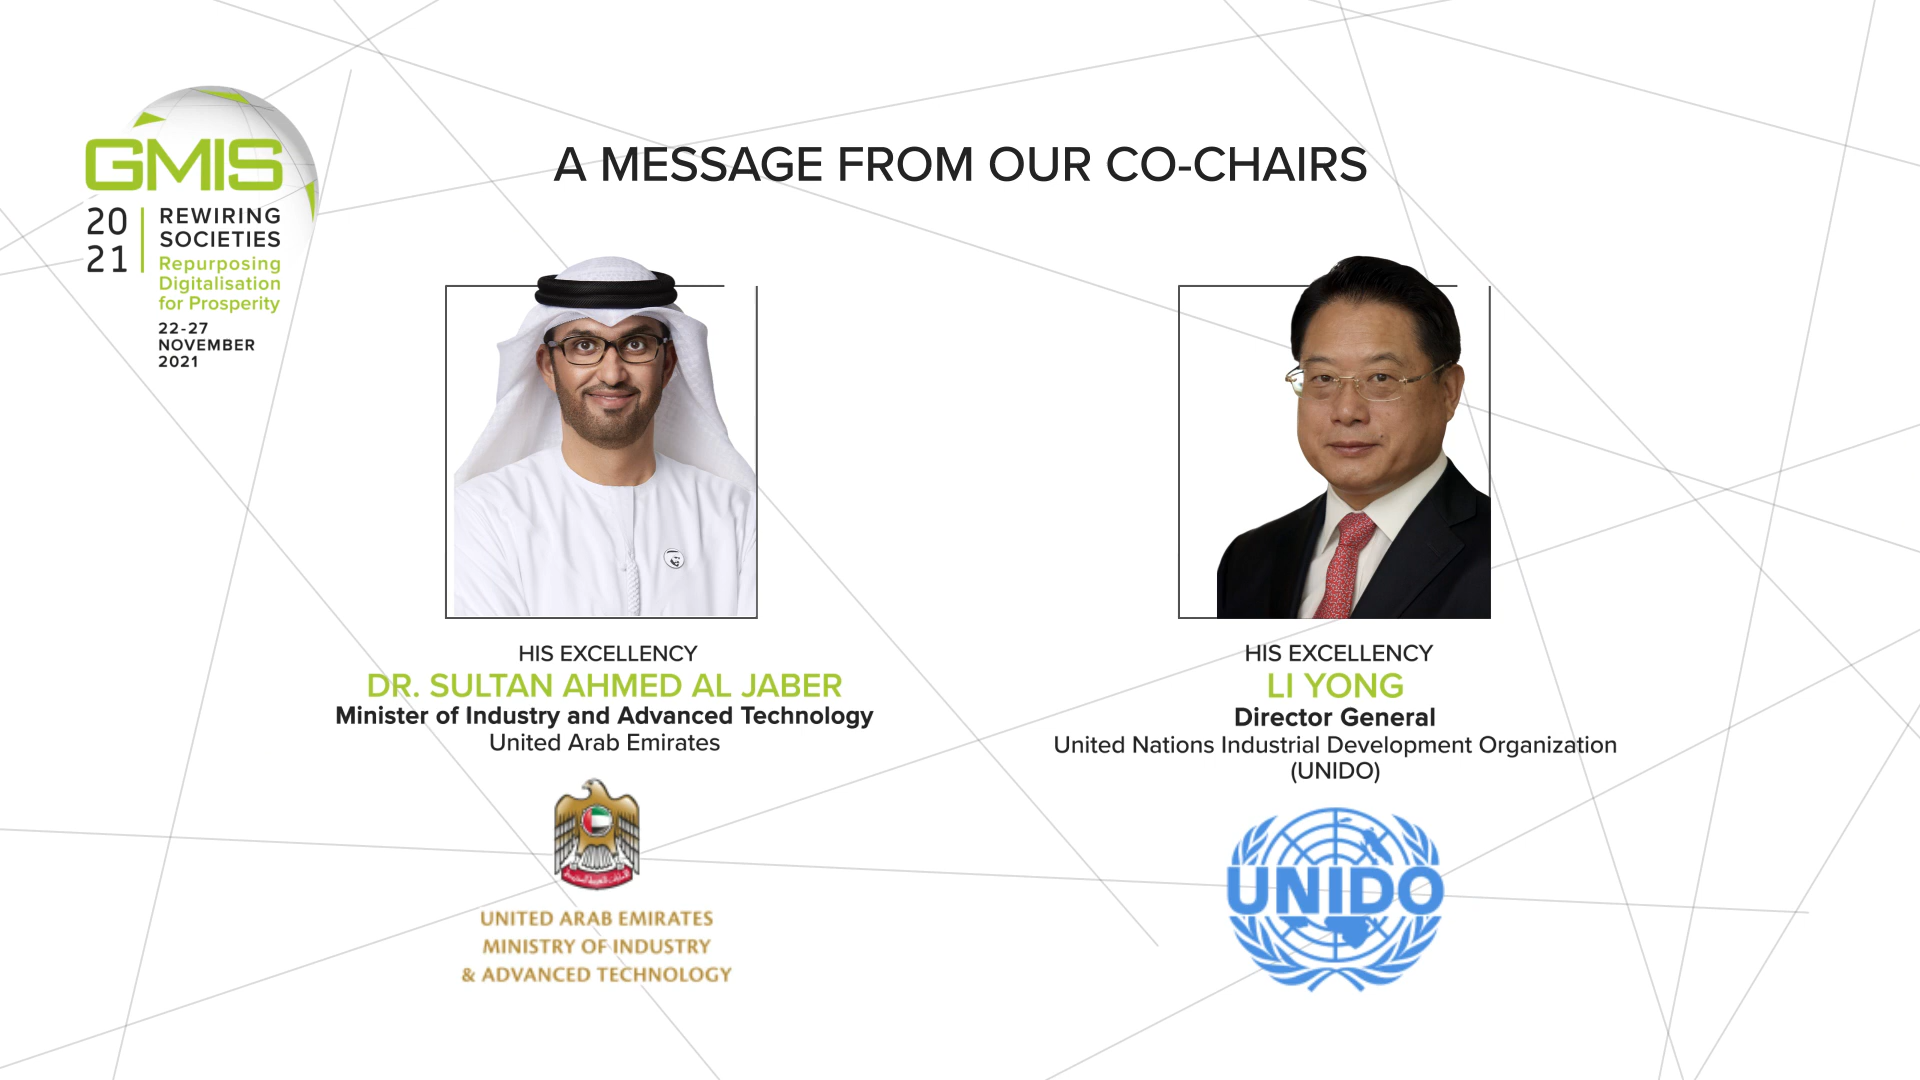 GMIS
20
21
REWIRING
SOCIETIES
Repurposing
Digitalisation
for Prosperity
22-27
NOVEMBER
2021
A MESSAGE FROM OUR CO-CHAIRS
HIS EXCELLENCY
DR. SULTAN AHMED AL JABER
Minister of Industry and Advanced Technology
United Arab Emirates
UNITED ARAB EMIRATES
MINISTRY OF INDUSTRY
& ADVANCED TECHNOLOGY
HIS EXCELLENCY
LI YONG
Director General
United Nations Industrial Development Organization
(UNIDO)
UNIDO